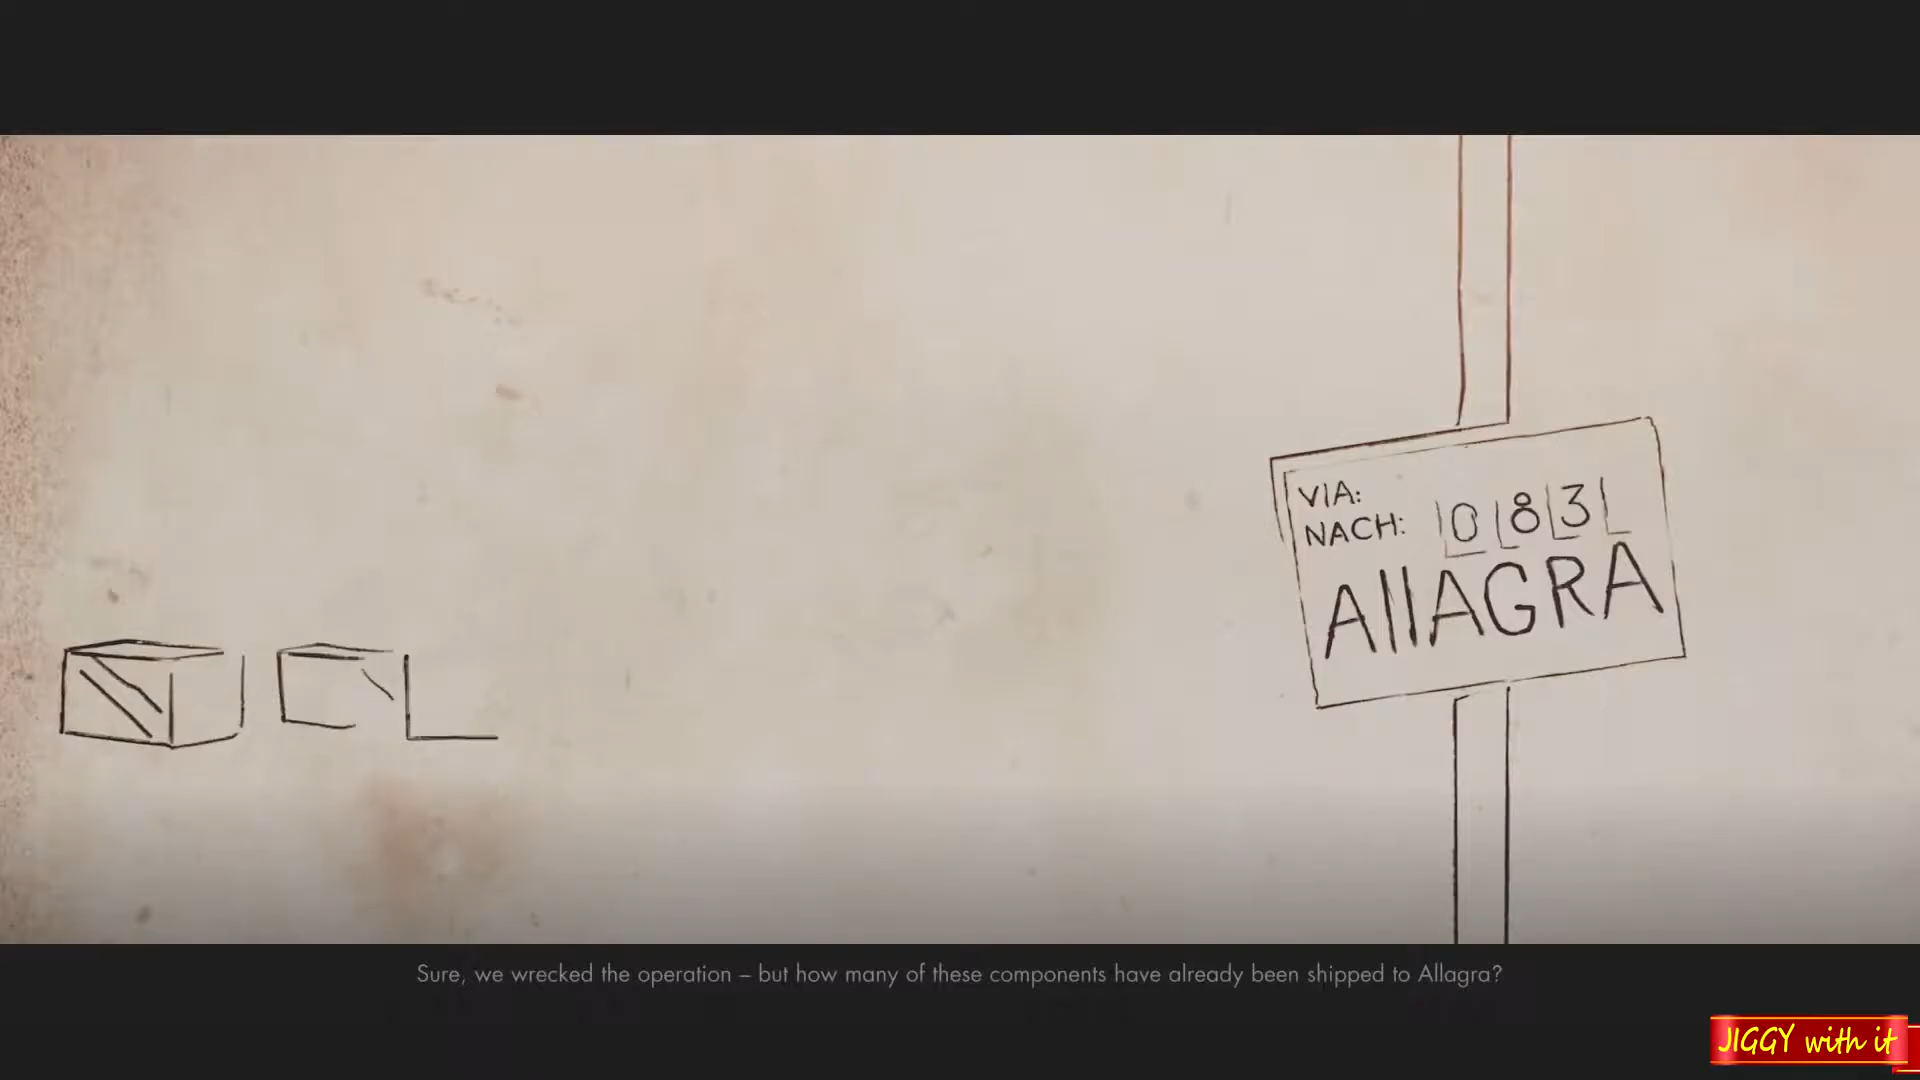 VIA:
NACH: 083
AllAGRA
Sure, we wrecked the operation – but how many of these components have already been shipped to Allagra?
JIGGY with it